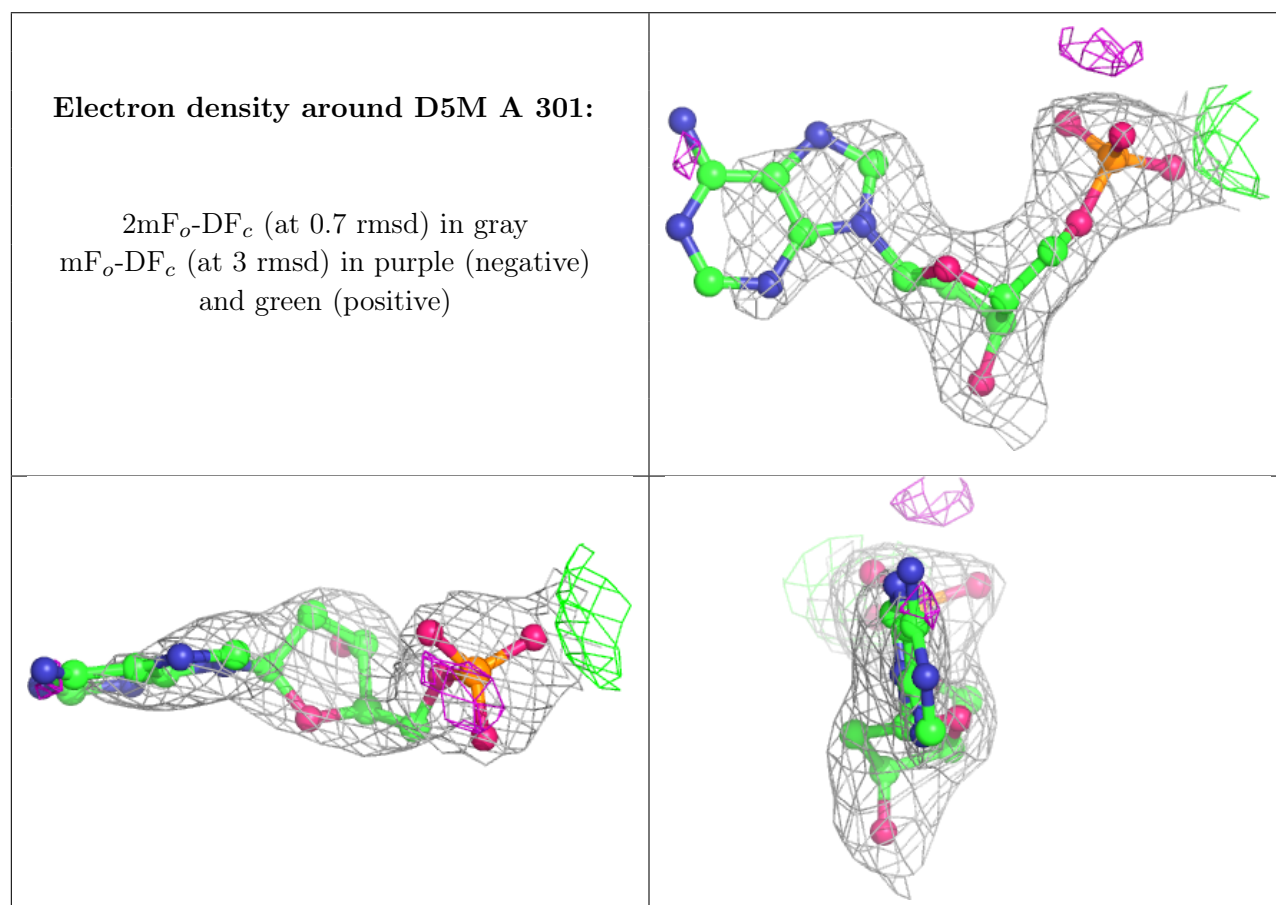 Electron density around D5M A 301:
2mFo-DFc (at 0.7 rmsd) in gray
mFo-DFc (at 3 rmsd) in purple (negative)
and green (positive)